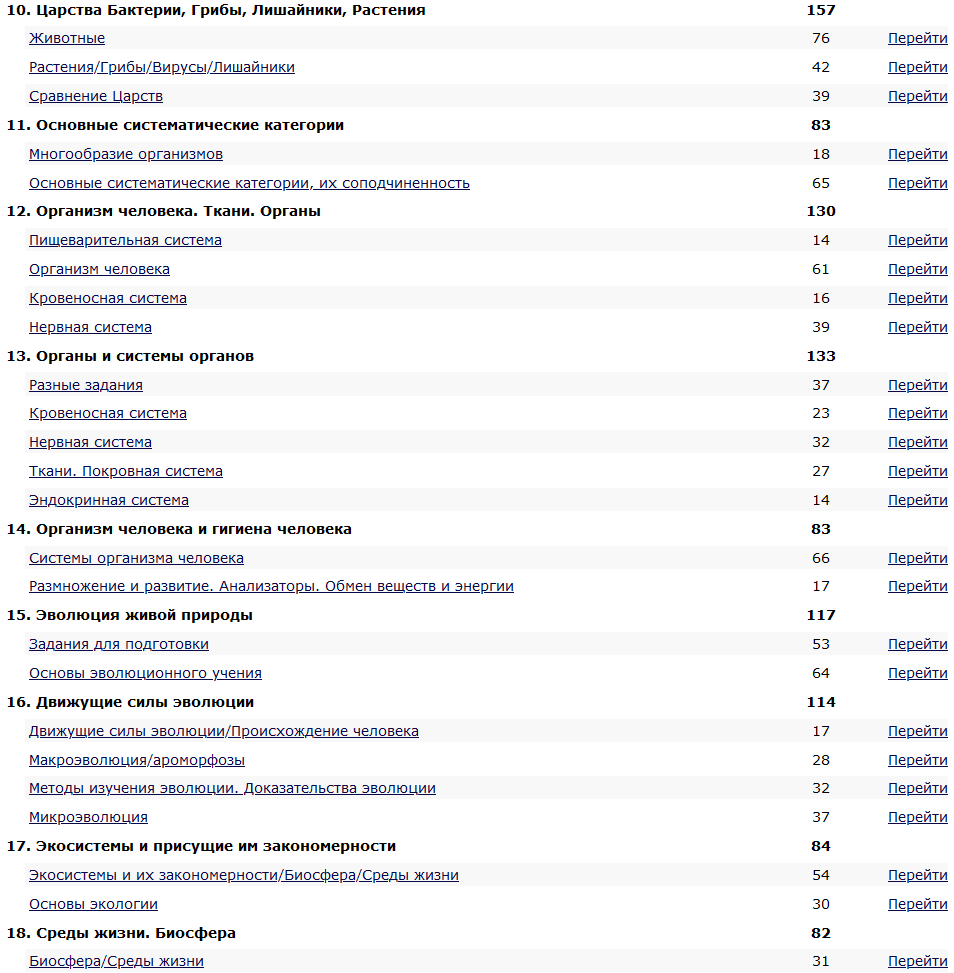 10. Царства Бактерии, Грибы, Лишайники, Растения 157
Животные 76 Перейти
Растения/Грибы/Вирусы/Лишайники 42 Перейти
Сравнение Царств 39 Перейти
11. Основные систематические категории 83
Многообразие организмов 18 Перейти
Основные систематические категории, их соподчиненность 65 Перейти
12. Организм человека. Ткани. Органы 130
Пищеварительная система 14 Перейти
Организм человека 61 Перейти
Кровеносная система 16 Перейти
Нервная система 39 Перейти
13. Органы и системы органов 133
Разные задания 37 Перейти
Кровеносная система 23 Перейти
Нервная система 32 Перейти
Ткани. Покровная система 27 Перейти
Эндокринная система 14 Перейти
14. Организм человека и гигиена человека 83
Системы организма человека 66 Перейти
Размножение и развитие. Анализаторы. Обмен веществ и энергии 17 Перейти
15. Эволюция живой природы 117
Задания для подготовки 53 Перейти
Основы эволюционного учения 64 Перейти
16. Движущие силы эволюции 114
Движущие силы эволюции/Происхождение человека 17 Перейти
Макроэволюция/ароморфозы 28 Перейти
Методы изучения эволюции. Доказательства эволюции 32 Перейти
Микроэволюция 37 Перейти
17. Экосистемы и присущие им закономерности 84
Экосистемы и их закономерности/Биосфера/Среды жизни 54 Перейти
Основы экологии 30 Перейти
18. Среды жизни. Биосфера 82
Биосфера/Среды жизни 31 Перейти